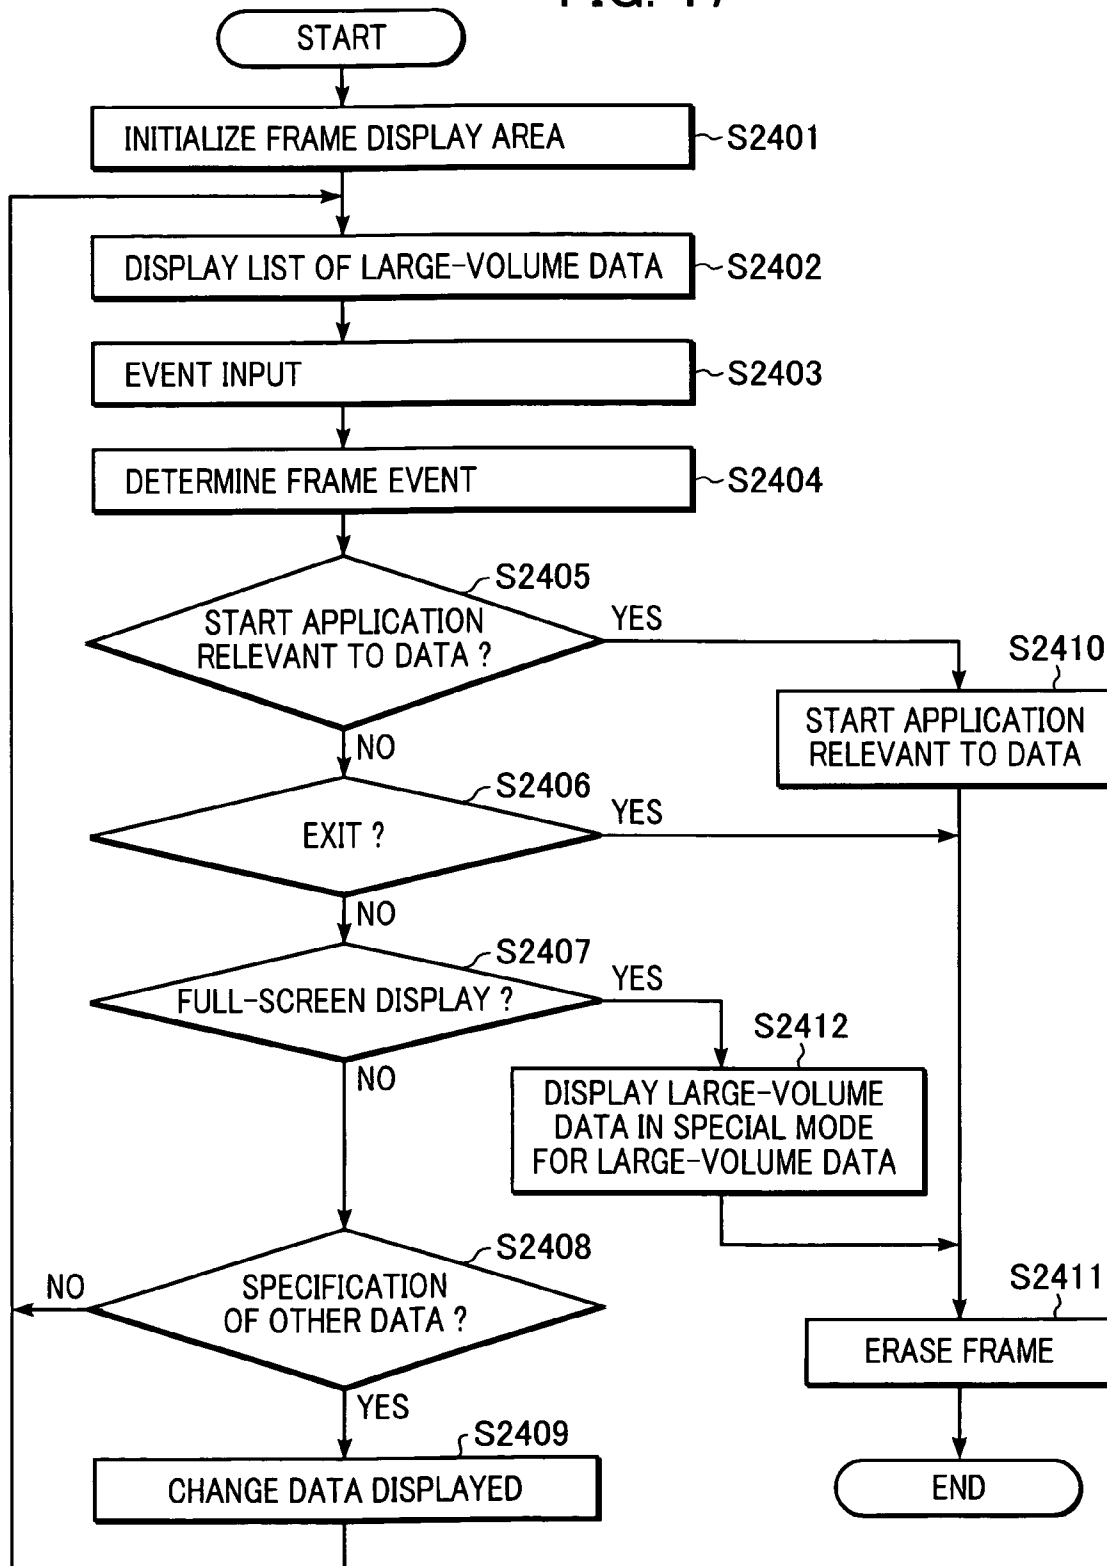 START
INITIALIZE FRAME DISPLAY AREA
S2401
DISPLAY LIST OF LARGE-VOLUME DATA
S2402
EVENT INPUT
S2403
DETERMINE FRAME EVENT
S2404
S2405
START APPLICATION
RELEVANT TO DATA ?
YES
NO
S2410
START APPLICATION
RELEVANT TO DATA
S2406
EXIT ?
YES
NO
S2407
FULL-SCREEN DISPLAY ?
YES
NO
S2412
DISPLAY LARGE-VOLUME
DATA IN SPECIAL MODE
FOR LARGE-VOLUME DATA
S2408
SPECIFICATION
OF OTHER DATA ?
NO
YES
S2411
ERASE FRAME
S2409
CHANGE DATA DISPLAYED
END